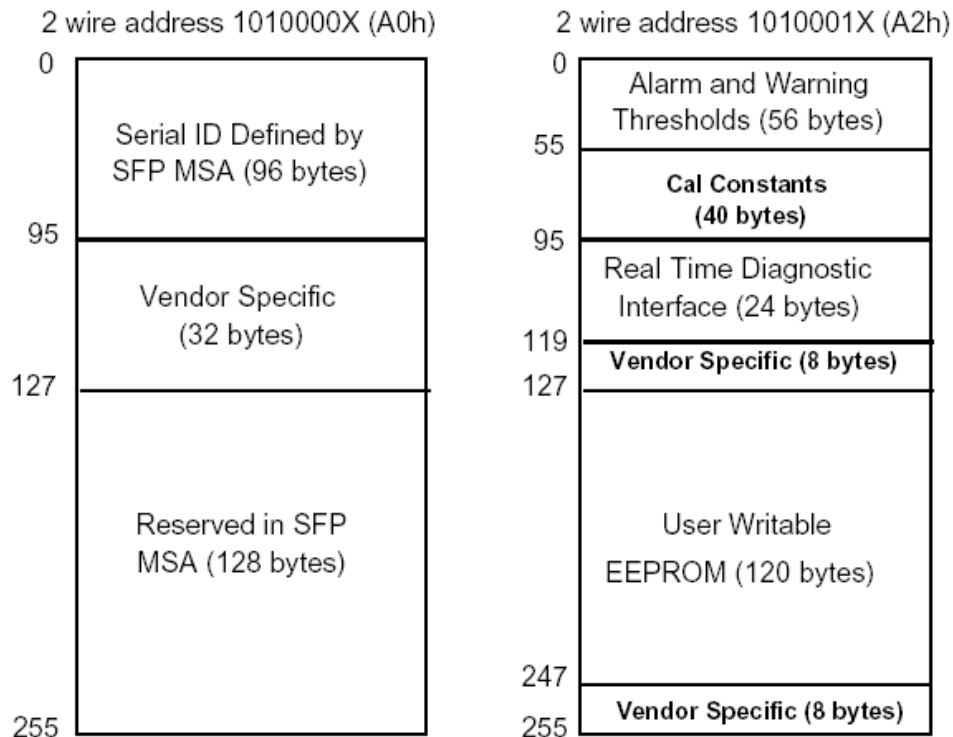 2 wire address 1010000X (A0h)
0
Serial ID Defined by
SFP MSA (96 bytes)
95
Vendor Specific
(32 bytes)
127
Reserved in SFP
MSA (128 bytes)
255
2 wire address 1010001X (A2h)
0
Alarm and Warning
Thresholds (56 bytes)
55
Cal Constants
(40 bytes)
95
Real Time Diagnostic
Interface (24 bytes)
119
Vendor Specific (8 bytes)
127
User Writable
EEPROM (120 bytes)
247
Vendor Specific (8 bytes)
255